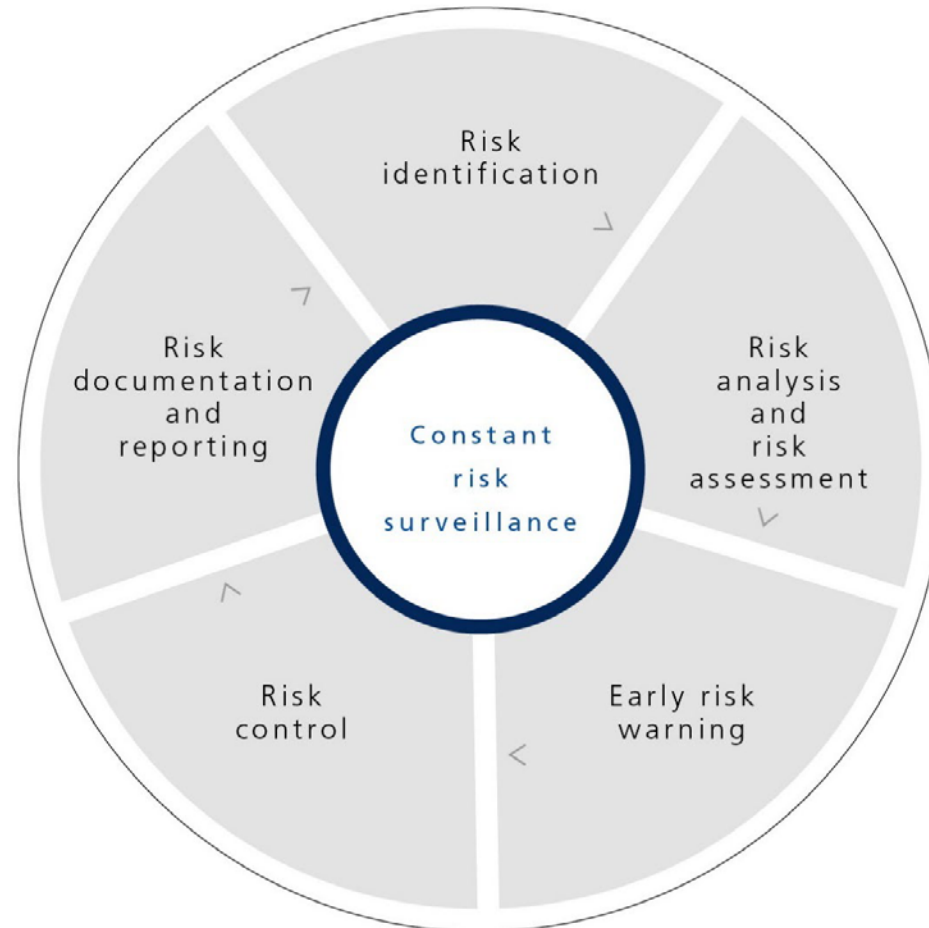 Risk
identification
Risk
analysis
and
risk
assessment
Early risk
warning
Risk
control
Risk
documentation
and
reporting
Constant
risk
surveillance